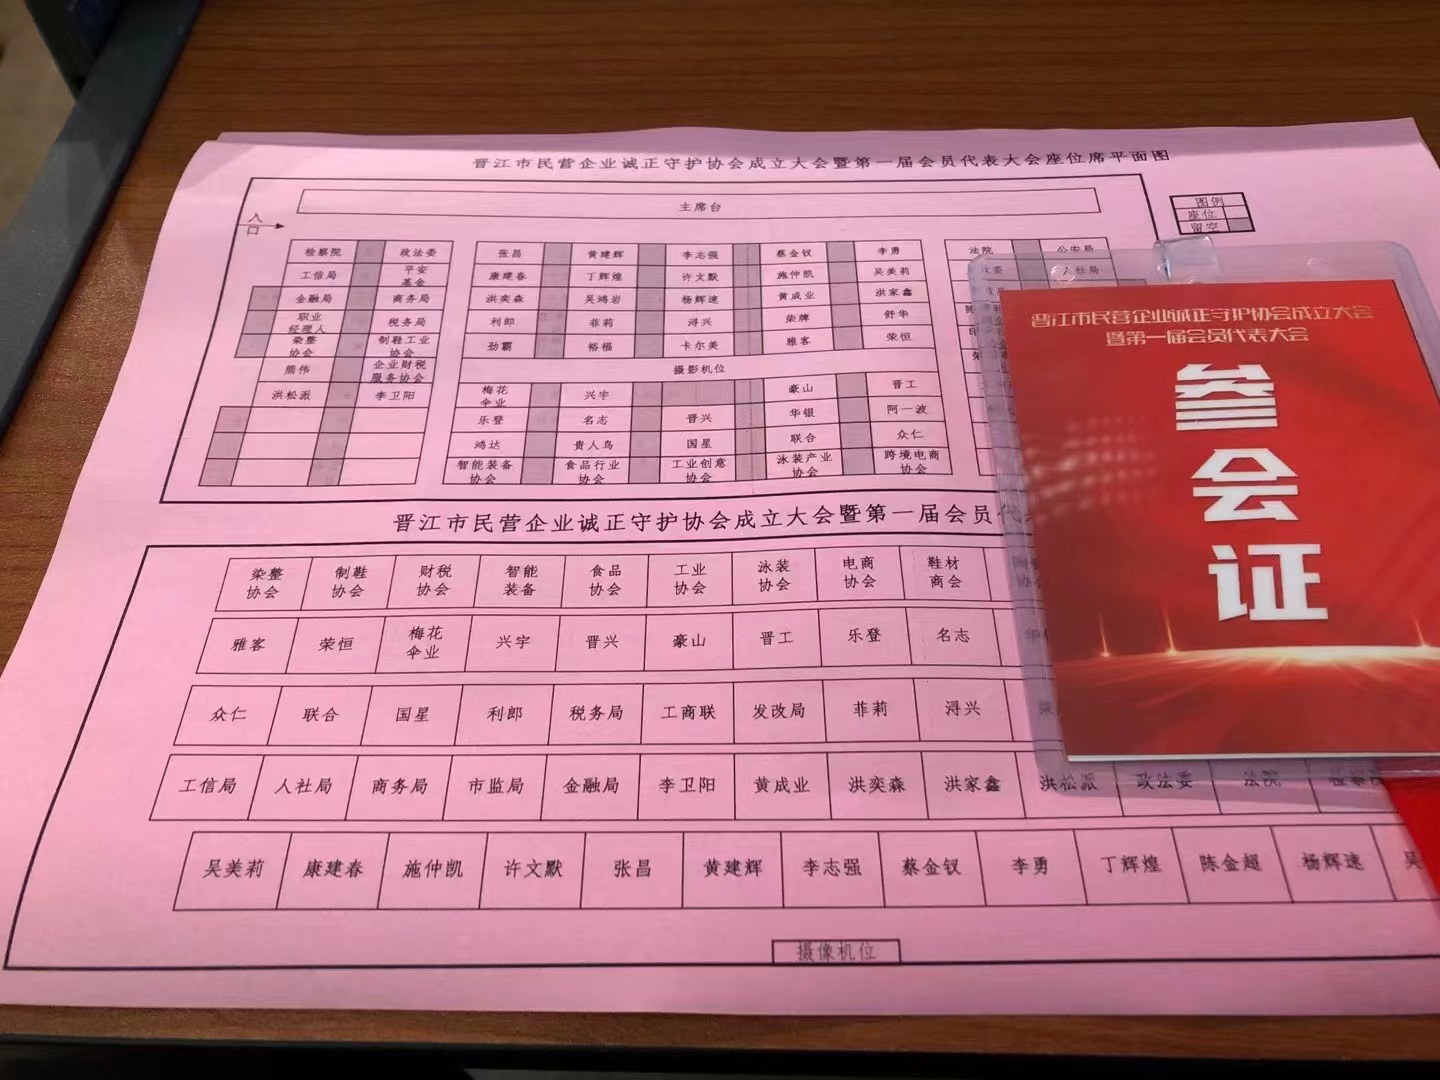 晋江市民营企业诚正守护协会成立大会暨第一届会员代表大会座位席平面图
主席台
入口
图例
座位
留空
检察院 政法委 张昌 黄建辉 李志强 蔡金钗 李勇 法院 公安局
工信局 平安基金 康建春 丁辉煌 许文默 施仲凯 吴美莉 人社局
金融局 商务局 洪奕森 吴鸿岩 杨辉速 黄成业 洪家鑫
职业经理人 税务局 利郎 菲莉 浔兴 柒牌 舒华
染整协会 制鞋工业协会 劲霸 裕福 卡尔美 雅客 荣恒
熊伟 企业财税服务协会 摄影机位
洪松派 李卫阳 梅花伞业 兴宇 豪山 晋工
乐登 名志 晋兴 华银 阿一波
鸿达 贵人鸟 国星 联合 众仁
智能装备协会 食品行业协会 工业创意协会 泳装产业协会 跨境电商协会
晋江市民营企业诚正守护协会成立大会暨第一届会员代
染整协会 制鞋协会 财税协会 智能装备 食品协会 工业协会 泳装协会 电商协会 鞋材商会
雅客 荣恒 梅花伞业 兴宇 晋兴 豪山 晋工 乐登 名志
众仁 联合 国星 利郎 税务局 工商联 发改局 菲莉 浔兴
工信局 人社局 商务局 市监局 金融局 李卫阳 黄成业 洪奕森 洪家鑫 洪松派 政法委 法院 检察院
吴美莉 康建春 施仲凯 许文默 张昌 黄建辉 李志强 蔡金钗 李勇 丁辉煌 陈金超 杨辉速 吴
摄像机位
晋江市民营企业诚正守护协会成立大会
暨第一届会员代表大会
参
会
证